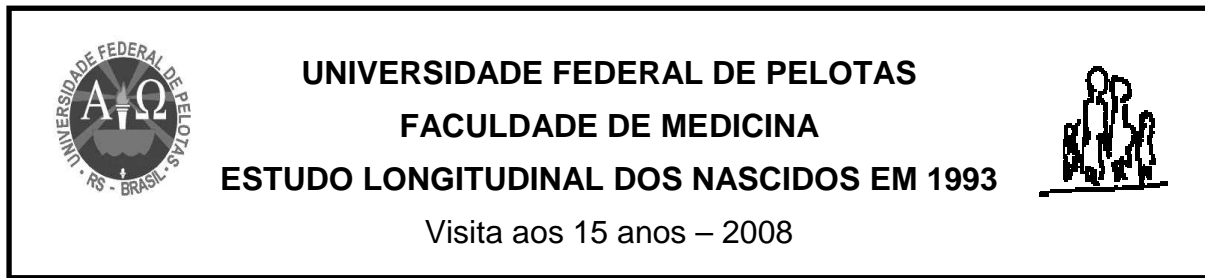 UNIVERSIDADE FEDERAL DE PELOTAS
ΑΩ
RS - BRASIL
UNIVERSIDADE FEDERAL DE PELOTAS
FACULDADE DE MEDICINA
ESTUDO LONGITUDINAL DOS NASCIDOS EM 1993
Visita aos 15 anos – 2008